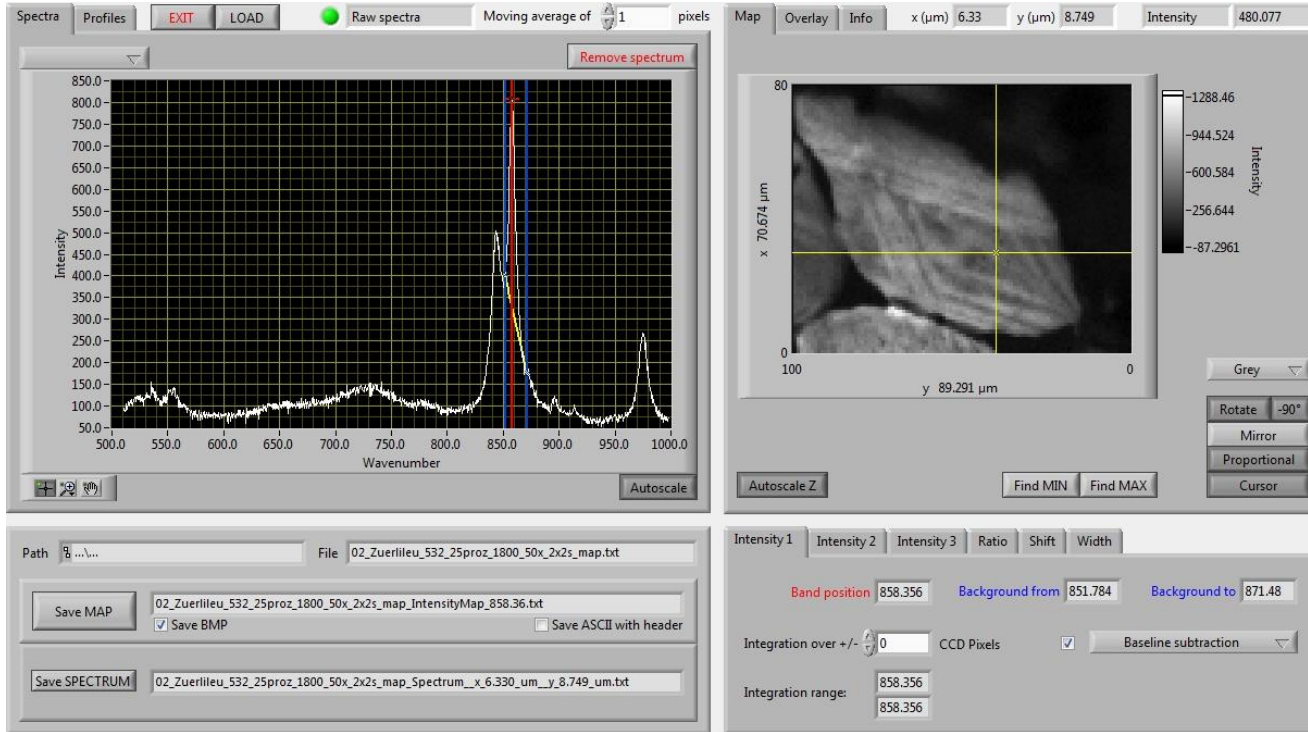 Spectra Profiles EXIT LOAD Raw spectra Moving average of 1 pixels
Remove spectrum
850.0
800.0
750.0
700.0
650.0
600.0
550.0
500.0
450.0
400.0
350.0
300.0
250.0
200.0
150.0
100.0
50.0
Intensity
500.0 550.0 600.0 650.0 700.0 750.0 800.0 850.0 900.0 950.0 1000.0
Wavenumber
Autoscale
Map Overlay Info x (µm) 6.33 y (µm) 8.749 Intensity 480.077
80
x 70.674 µm
0
100 0
y 89.291 µm
1288.46
944.524
600.584
256.644
-87.2961
Intensity
Grey
Rotate -90°
Mirror
Proportional
Cursor
Autoscale Z Find MIN Find MAX
Path ...\... File 02_Zuerlileu_532_25proz_1800_50x_2x2s_map.txt
Save MAP 02_Zuerlileu_532_25proz_1800_50x_2x2s_map_IntensityMap_858.36.txt
Save BMP Save ASCII with header
Save SPECTRUM 02_Zuerlileu_532_25proz_1800_50x_2x2s_map_Spectrum__x_6.330_um__y_8.749_um.txt
Intensity 1 Intensity 2 Intensity 3 Ratio Shift Width
Band position 858.356 Background from 851.784 Background to 871.48
Integration over +/- 0 CCD Pixels Baseline subtraction
Integration range: 858.356
858.356